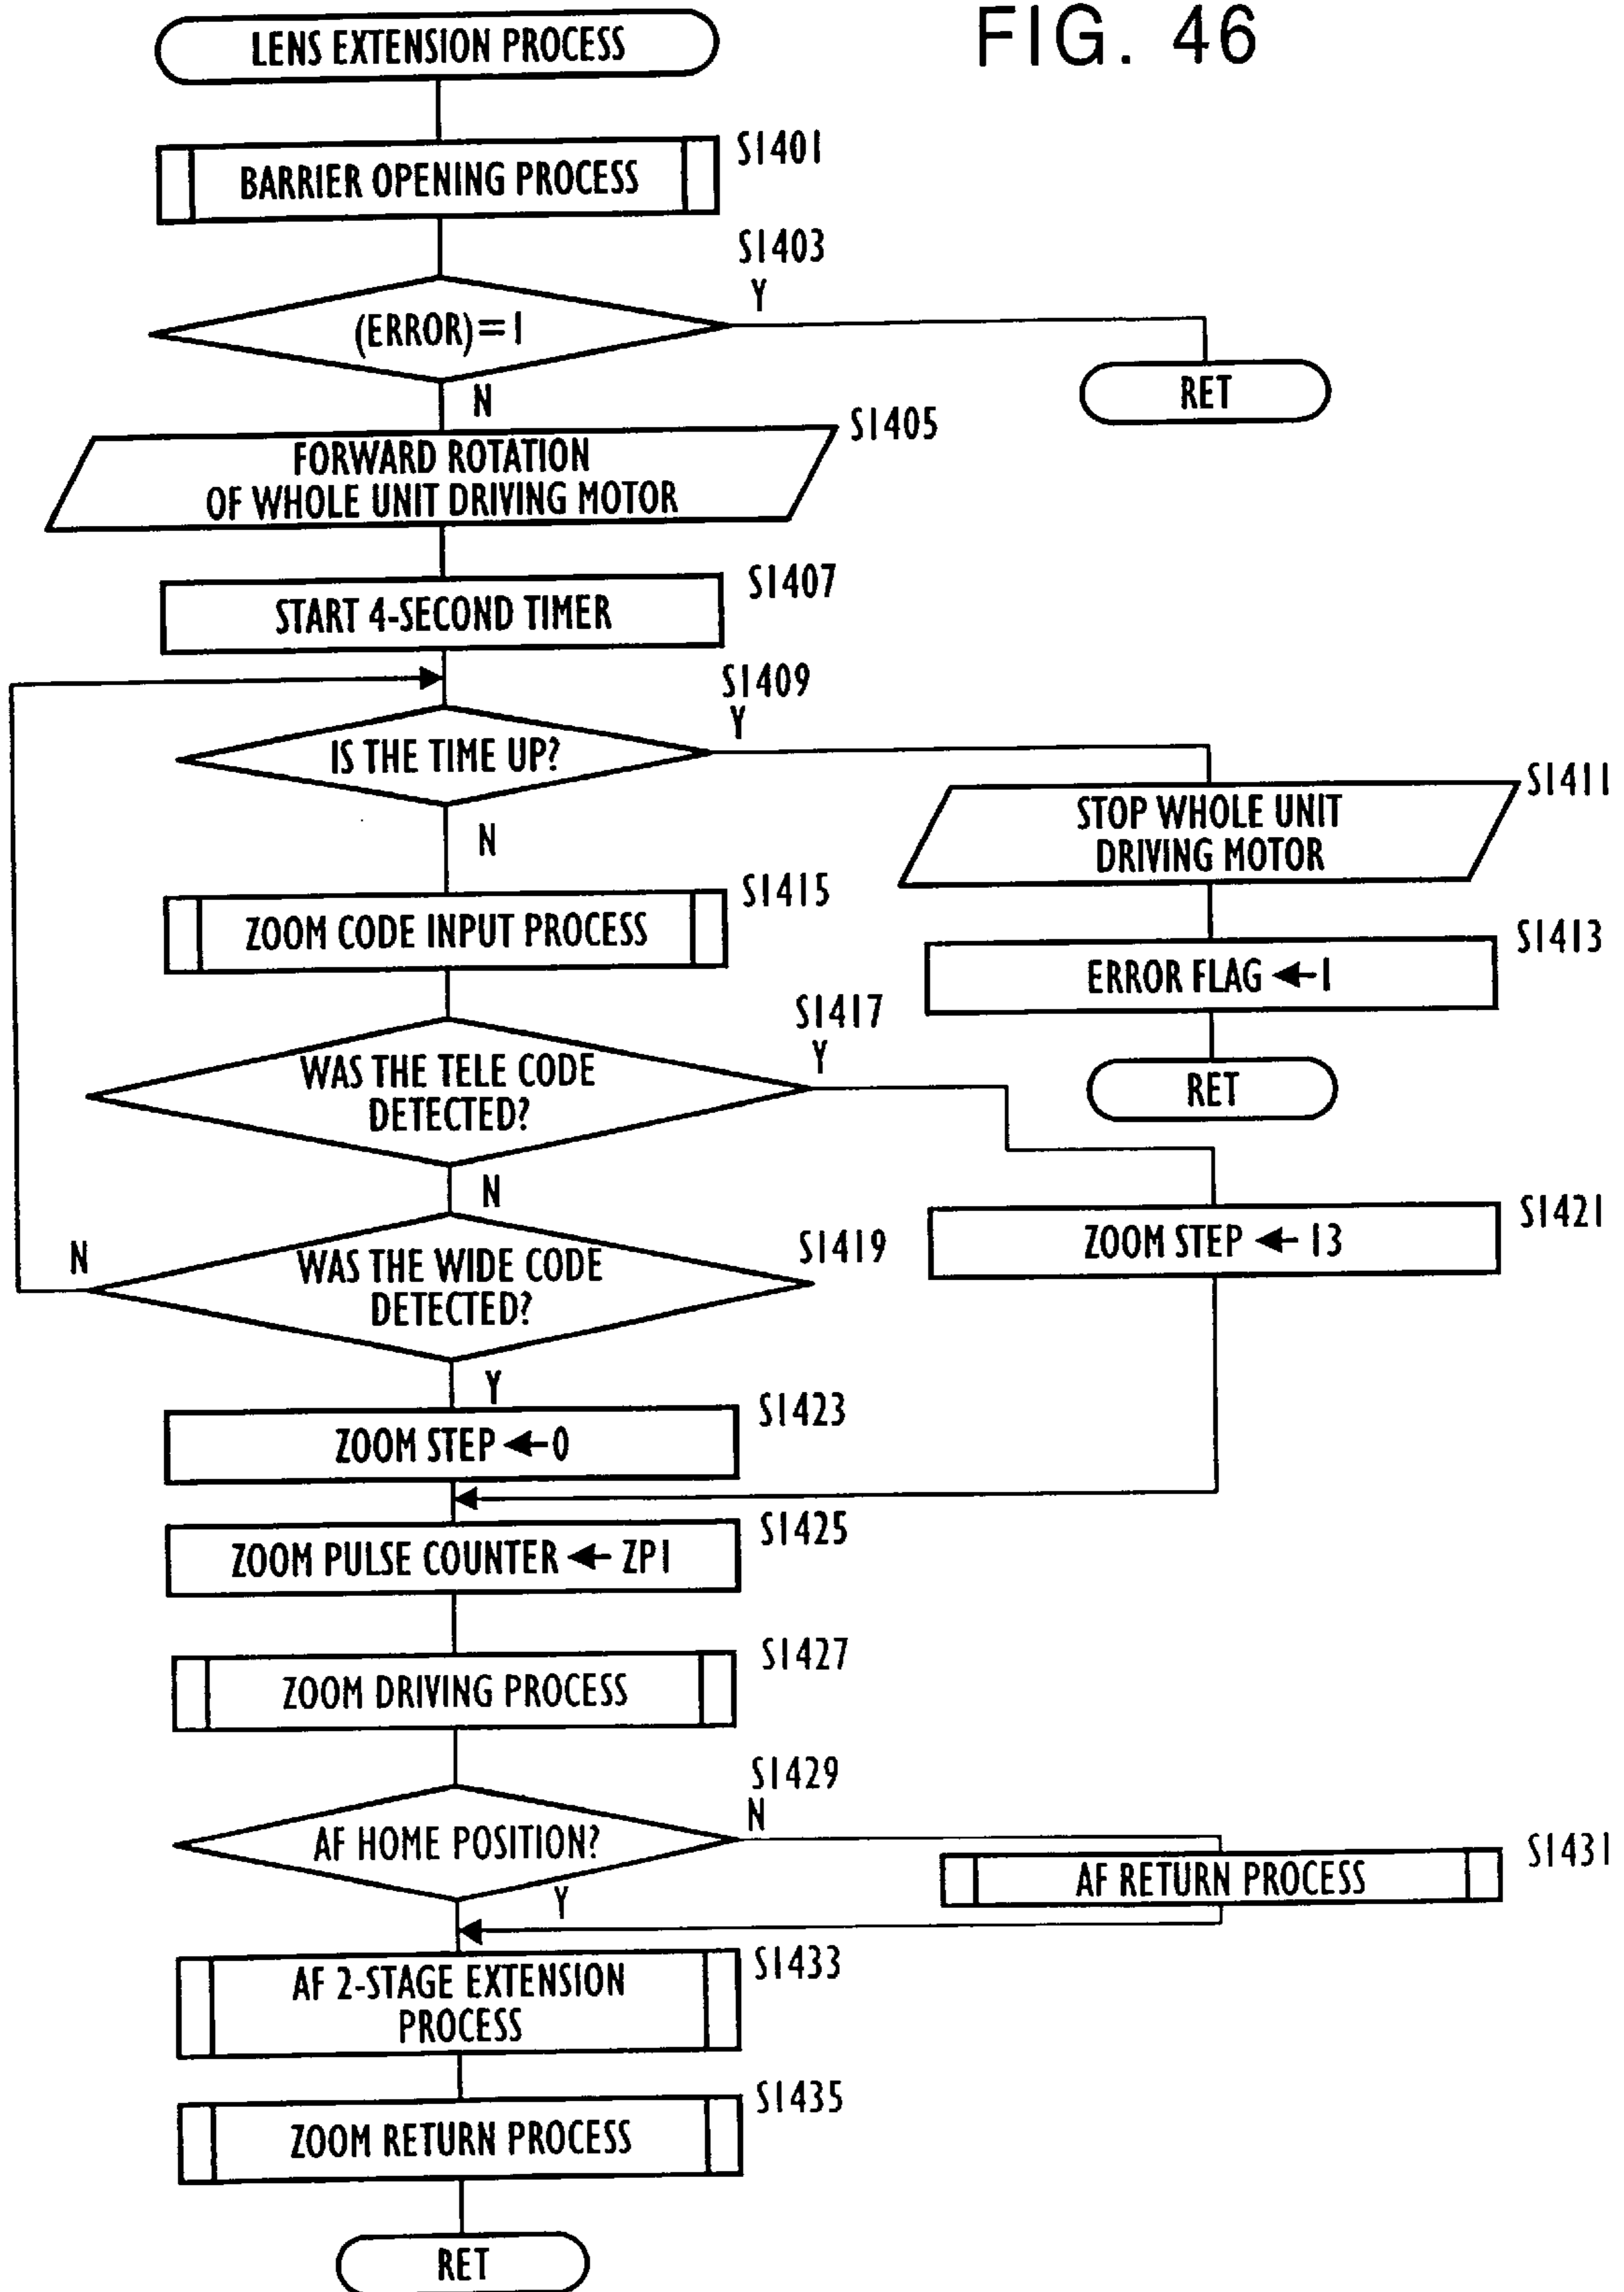 FIG. 46
LENS EXTENSION PROCESS
S1401
BARRIER OPENING PROCESS
S1403
Y
(ERROR)=1
RET
N
S1405
FORWARD ROTATION
OF WHOLE UNIT DRIVING MOTOR
S1407
START 4-SECOND TIMER
S1409
Y
IS THE TIME UP?
S1411
STOP WHOLE UNIT
DRIVING MOTOR
N
S1415
ZOOM CODE INPUT PROCESS
S1413
ERROR FLAG ←1
RET
S1417
Y
WAS THE TELE CODE
DETECTED?
N
S1421
ZOOM STEP ← 13
S1419
N
WAS THE WIDE CODE
DETECTED?
Y
S1423
ZOOM STEP ←0
S1425
ZOOM PULSE COUNTER ← ZP1
S1427
ZOOM DRIVING PROCESS
S1429
N
AF HOME POSITION?
S1431
AF RETURN PROCESS
Y
S1433
AF 2-STAGE EXTENSION
PROCESS
S1435
ZOOM RETURN PROCESS
RET